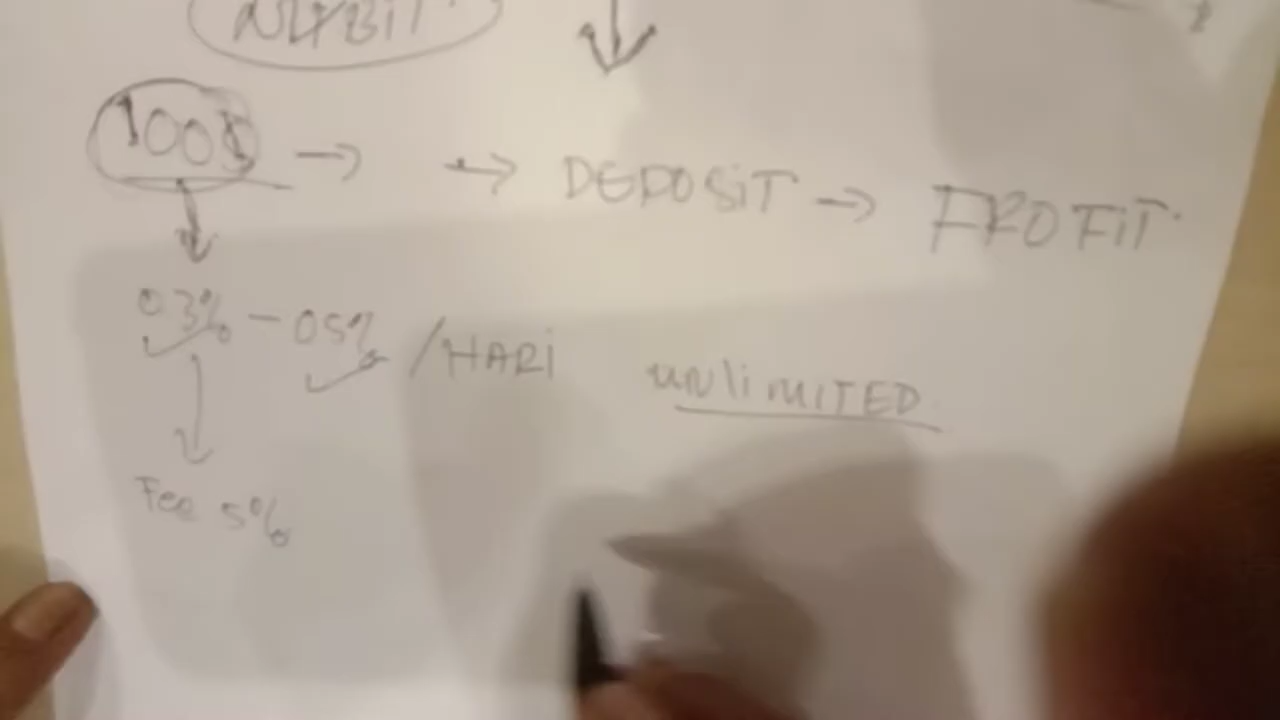 100$ → → DEPOSIT → PROFIT
0.3% - 0.5% /HARI
UNLIMITED
Fee 5%